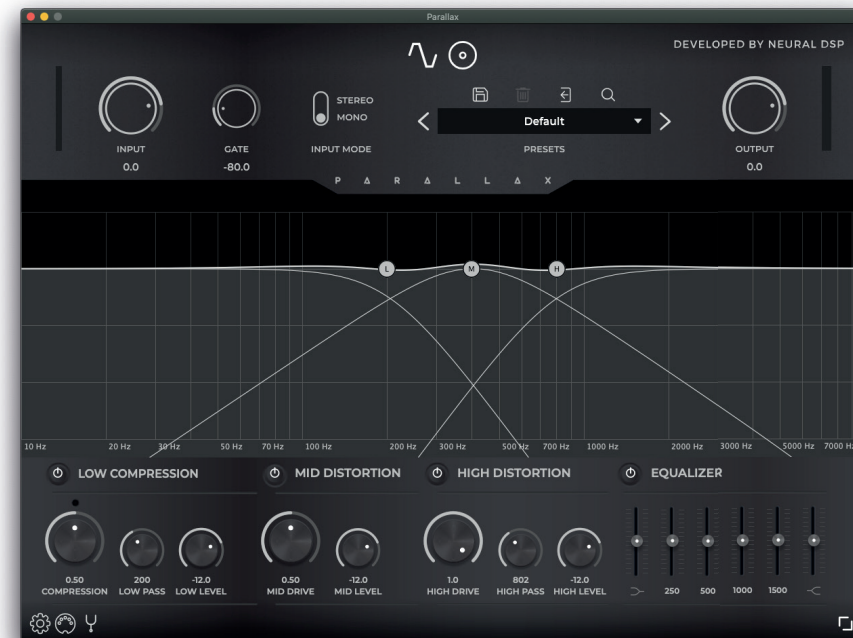 Parallax
DEVELOPED BY NEURAL DSP
STEREO
MONO
Default
INPUT
GATE
INPUT MODE
PRESETS
OUTPUT
0.0
-80.0
0.0
P A R A L L A X
L
M
H
10 Hz 20 Hz 30 Hz 50 Hz 70 Hz 100 Hz 200 Hz 300 Hz 500 Hz 700 Hz 1000 Hz 2000 Hz 3000 Hz 5000 Hz 7000 Hz
LOW COMPRESSION
MID DISTORTION
HIGH DISTORTION
EQUALIZER
0.50 200 -12.0
COMPRESSION LOW PASS LOW LEVEL
0.50 -12.0
MID DRIVE MID LEVEL
1.0 802 -12.0
HIGH DRIVE HIGH PASS HIGH LEVEL
250 500 1000 1500